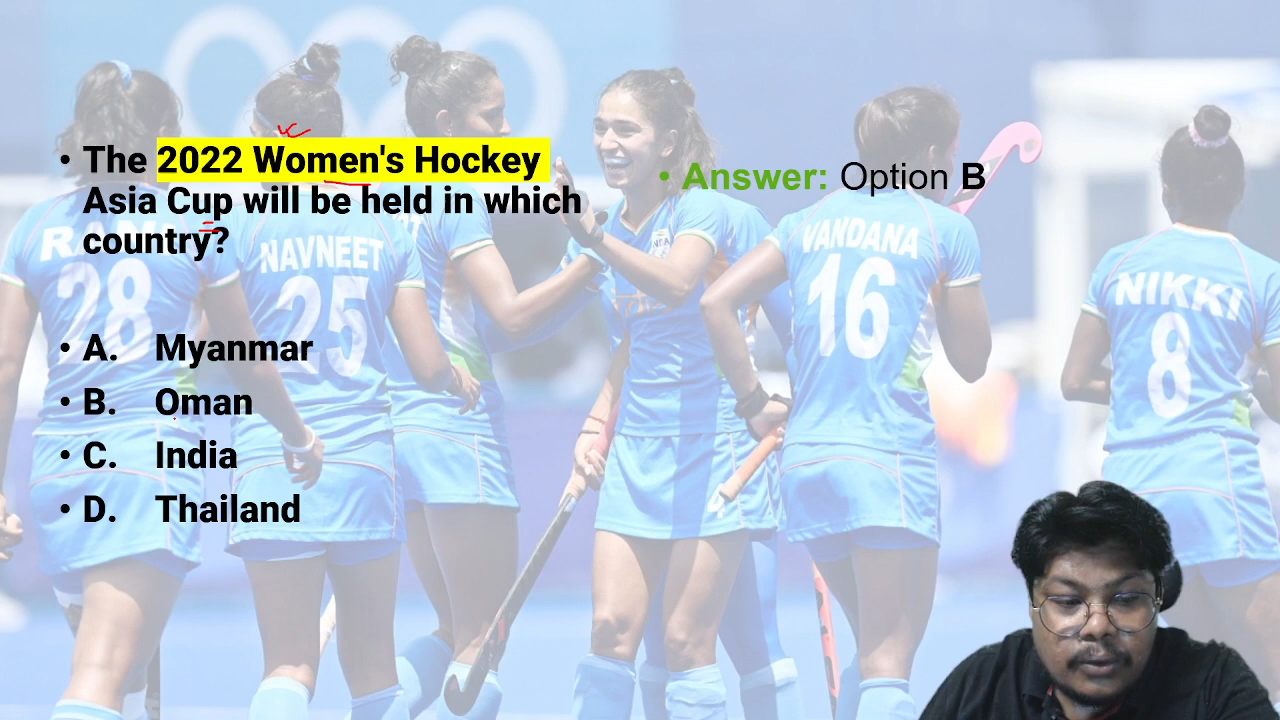 • The 2022 Women's Hockey
Asia Cup will be held in which
country?
• A. Myanmar
• B. Oman
• C. India
• D. Thailand
• Answer: Option B
28
NAVNEET
25
VANDANA
16
NIKKI
8